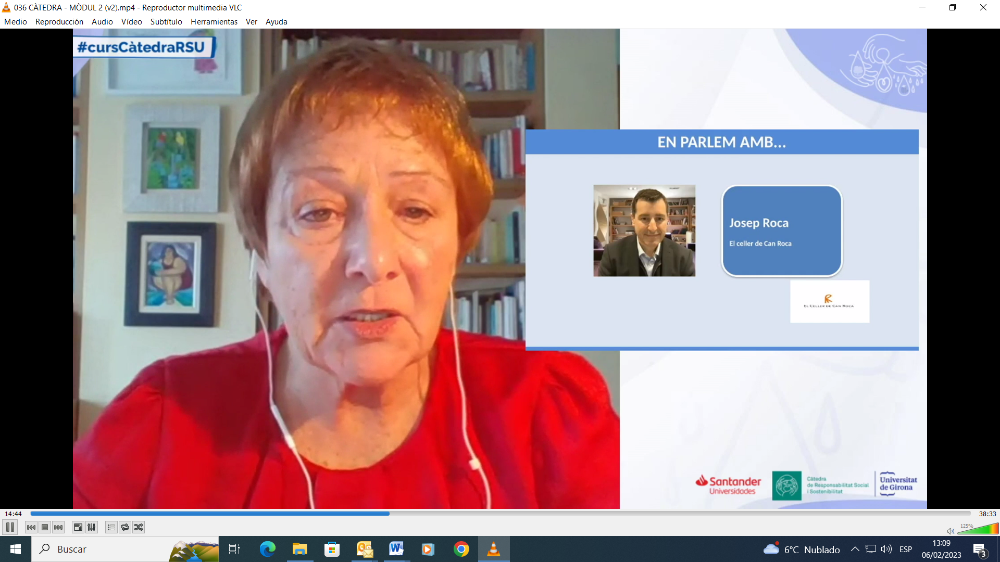 036 CÀTEDRA - MÒDUL 2 (v2).mp4 - Reproductor multimedia VLC
Medio Reproducción Audio Vídeo Subtítulo Herramientas Ver Ayuda
#cursCàtedraRSU
EN PARLEM AMB...
Josep Roca
El celler de Can Roca
EL CELLER DE CAN ROCA
Santander
Universidades
Càtedra
de Responsabilitat Social
i Sostenibilitat
Universitat
de Girona
14:44
38:33
125%
Buscar
6°C Nublado
ESP
13:09
06/02/2023
3